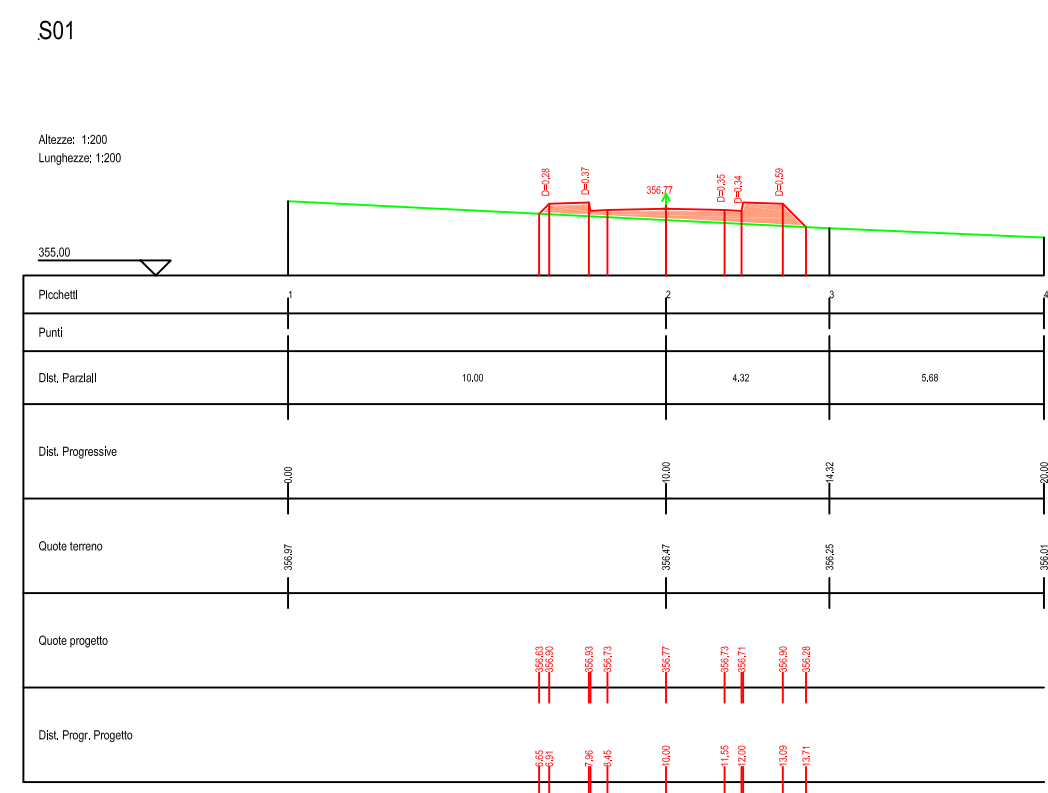 S01
Altezze: 1:200
Lunghezze: 1:200
D=0.28
D=0.37
356.77
D=0.35
D=0.34
D=0.59
355.00
Picchetti
1
2
3
4
Punti
Dist. Parziali
10.00
4.32
5.68
Dist. Progressive
0.00
10.00
14.32
20.00
Quote terreno
356.97
356.47
356.25
356.01
Quote progetto
356.63
356.90
356.93
356.73
356.77
356.73
356.71
356.90
356.28
Dist. Progr. Progetto
6.65
6.91
7.96
8.45
10.00
11.55
12.00
13.09
13.71